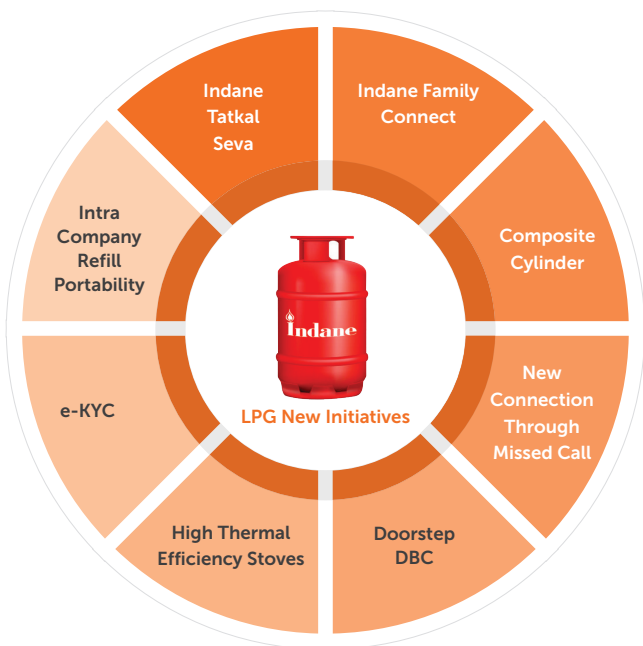 Indane
Tatkal
Seva
Indane Family
Connect
Composite
Cylinder
New
Connection
Through
Missed Call
Doorstep
DBC
High Thermal
Efficiency Stoves
e-KYC
Intra
Company
Refill
Portability
Indane
LPG New Initiatives